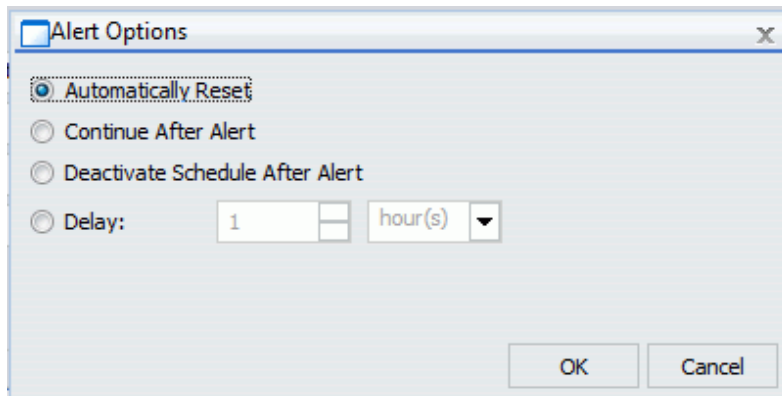 Alert Options
Automatically Reset
Continue After Alert
Deactivate Schedule After Alert
Delay: 1 hour(s)
OK Cancel